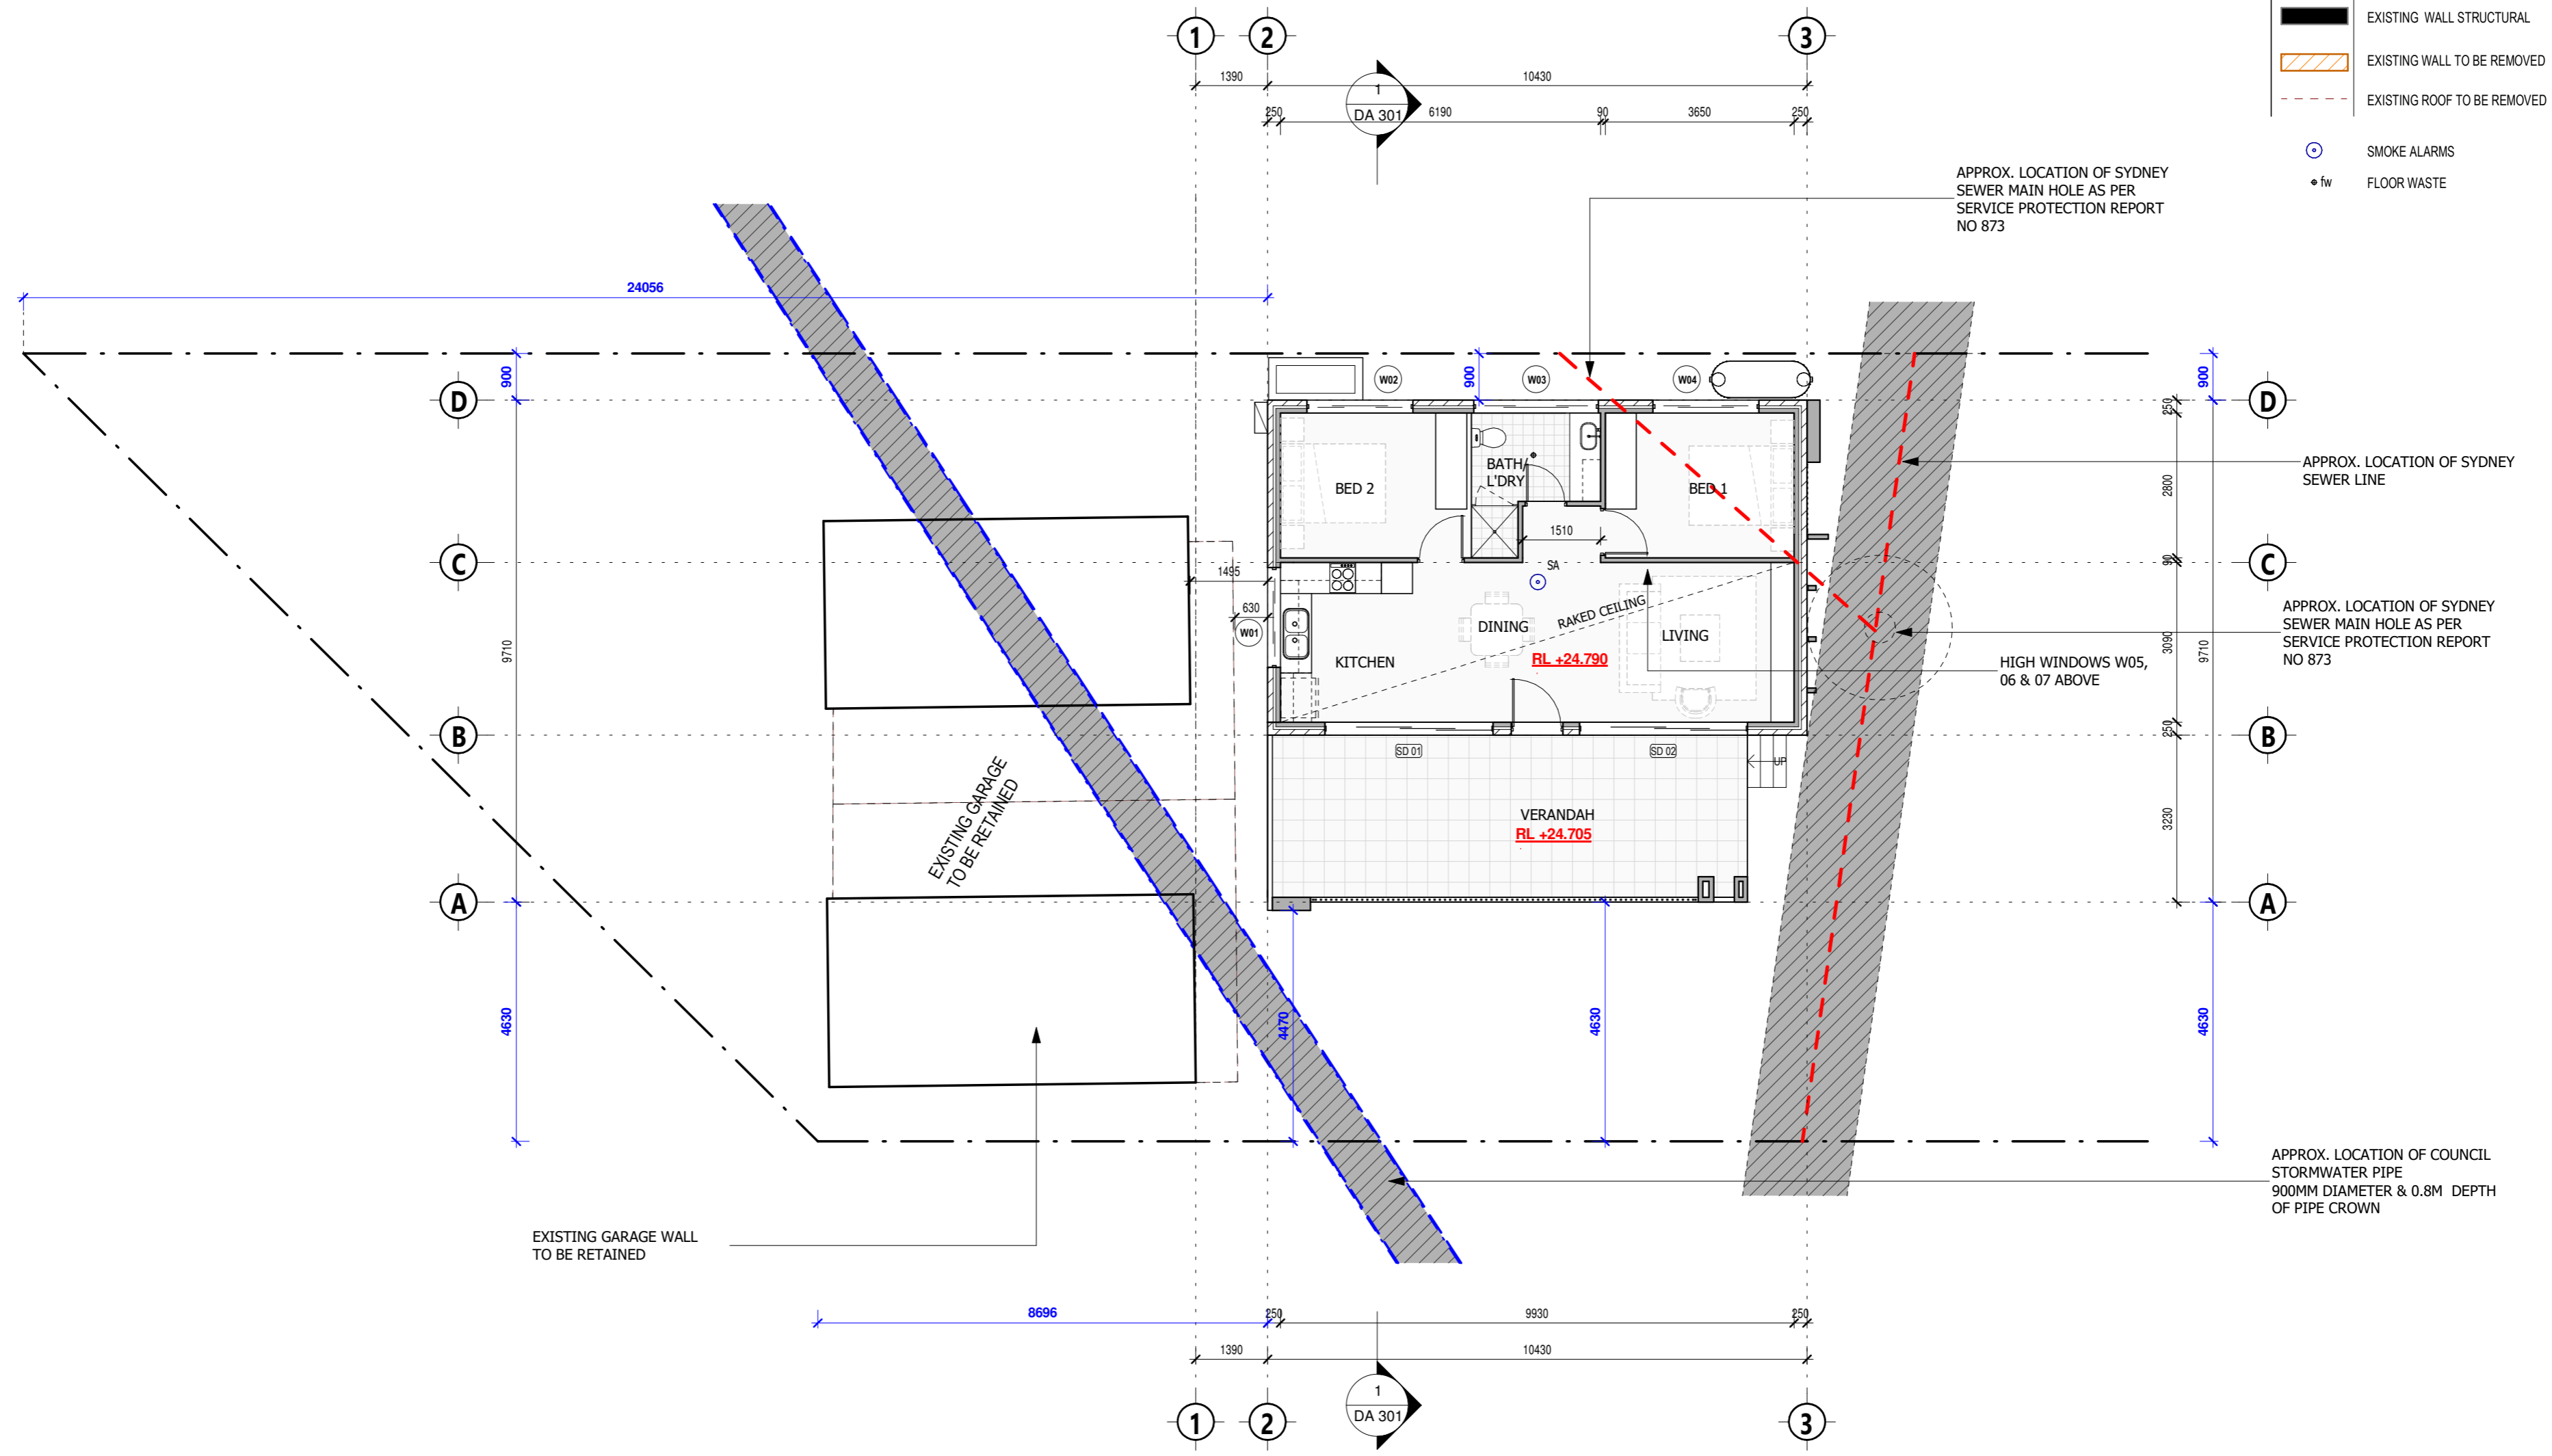 EXISTING WALL STRUCTURAL
EXISTING WALL TO BE REMOVED
EXISTING ROOF TO BE REMOVED
SMOKE ALARMS
fw
FLOOR WASTE
1
2
3
1390
10430
1
DA 301
250
6190
90
3650
250
APPROX. LOCATION OF SYDNEY
SEWER MAIN HOLE AS PER
SERVICE PROTECTION REPORT
NO 873
24056
900
900
900
D
W02
W03
W04
D
250
BED 2
BATH/
L'DRY
BED 1
2800
APPROX. LOCATION OF SYDNEY
SEWER LINE
1510
C
SA
90
C
1495
630
W01
RAKED CEILING
DINING
LIVING
KITCHEN
RL +24.790
9710
3090
9710
APPROX. LOCATION OF SYDNEY
SEWER MAIN HOLE AS PER
SERVICE PROTECTION REPORT
NO 873
HIGH WINDOWS W05,
06 & 07 ABOVE
B
250
B
SD 01
SD 02
UP
EXISTING GARAGE
TO BE RETAINED
VERANDAH
RL +24.705
3230
A
A
4630
4470
4630
4630
APPROX. LOCATION OF COUNCIL
STORMWATER PIPE
900MM DIAMETER & 0.8M DEPTH
OF PIPE CROWN
EXISTING GARAGE WALL
TO BE RETAINED
8696
250
9930
250
1390
10430
1
DA 301
1
2
3